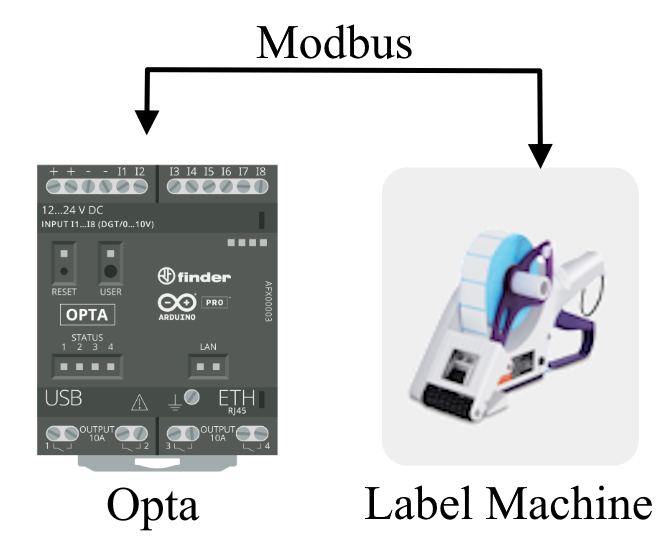 Modbus
+ + - - I1 I2 I3 I4 I5 I6 I7 I8
12...24 V DC
INPUT I1...I8 (DGT/0...10V)
RESET USER
finder
ARDUINO PRO
AFX00003
OPTA
STATUS
1 2 3 4
LAN
USB ETH
RJ45
OUTPUT OUTPUT
1 10A 2 3 10A 4
Opta Label Machine